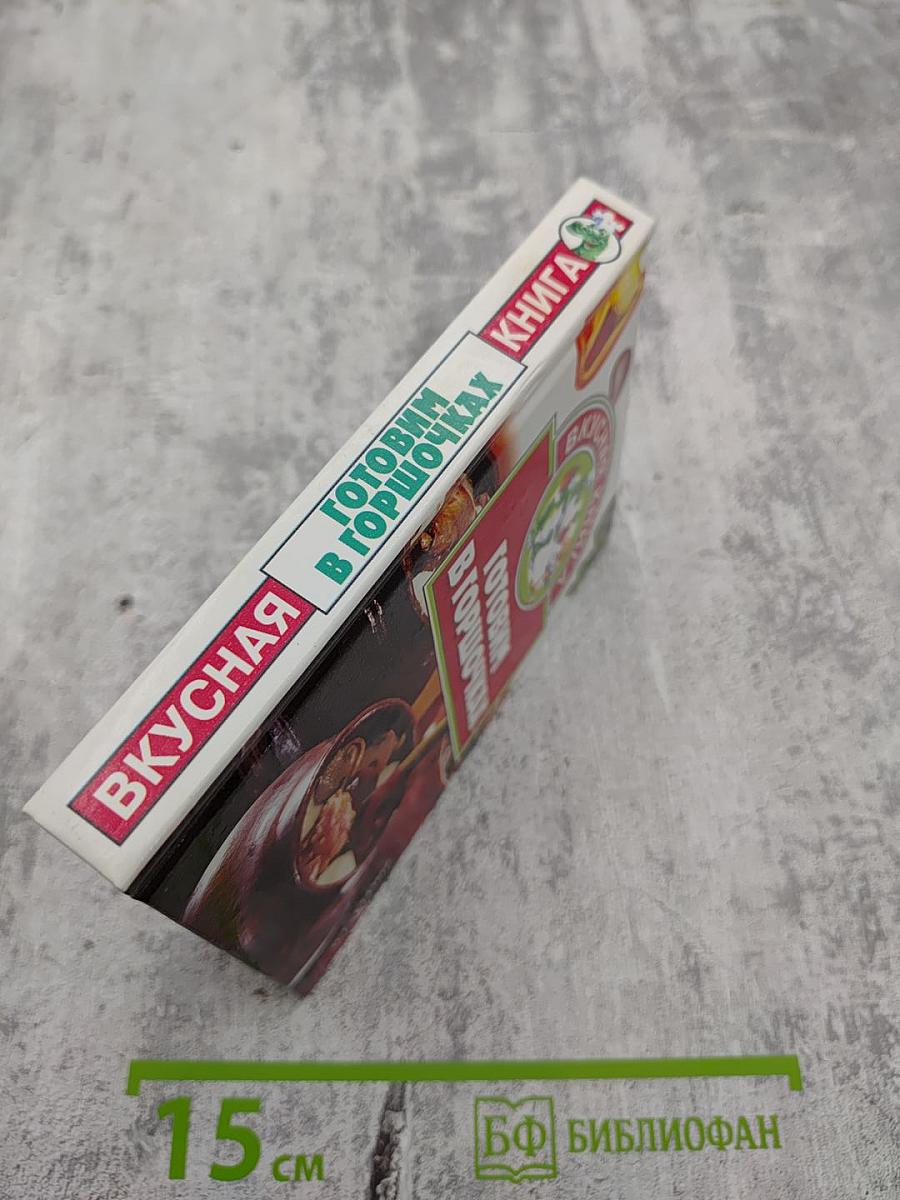 ВКУСНАЯ
ГОТОВИМ
В ГОРШОЧКАХ
КНИГА
ГОТОВИМ
В ГОРШОЧКАХ
15 см
БФ БИБЛИОФАН